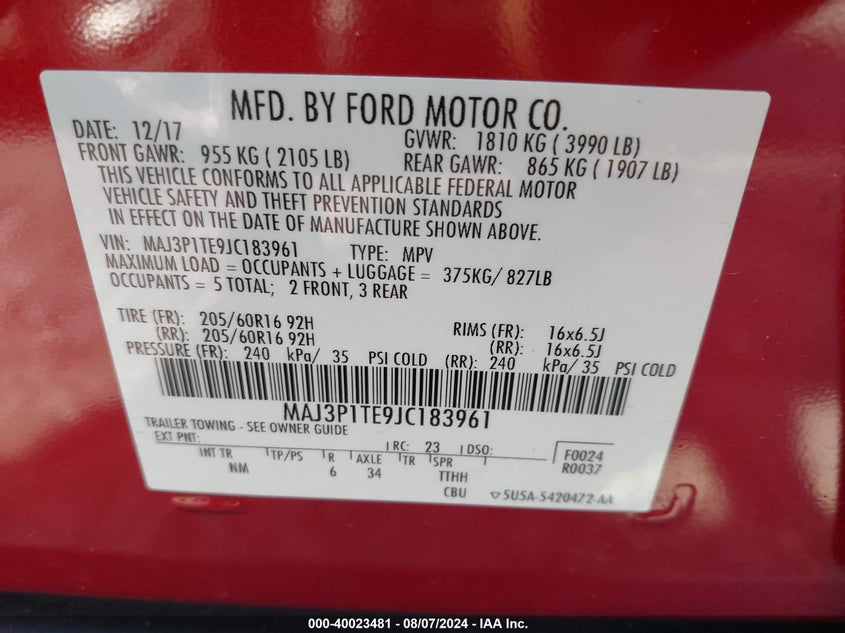 MFD. BY FORD MOTOR CO.
DATE: 12/17 GVWR: 1810 KG ( 3990 LB)
FRONT GAWR: 955 KG ( 2105 LB) REAR GAWR: 865 KG ( 1907 LB)
THIS VEHICLE CONFORMS TO ALL APPLICABLE FEDERAL MOTOR
VEHICLE SAFETY AND THEFT PREVENTION STANDARDS
IN EFFECT ON THE DATE OF MANUFACTURE SHOWN ABOVE.
VIN: MAJ3P1TE9JC183961 TYPE: MPV
MAXIMUM LOAD = OCCUPANTS + LUGGAGE = 375KG/ 827LB
OCCUPANTS = 5 TOTAL; 2 FRONT, 3 REAR
TIRE (FR): 205/60R16 92H RIMS (FR): 16x6.5J
(RR): 205/60R16 92H (RR): 16x6.5J
PRESSURE (FR): 240 kPa/ 35 PSI COLD (RR): 240 kPa/ 35 PSI COLD
MAJ3P1TE9JC183961
TRAILER TOWING - SEE OWNER GUIDE
EXT PNT: RC: 23 DSO: F0024
INT TR TP/PS R AXLE TR SPR R0037
NM 6 34 TTHH
CBU 5U5A-5420472-AA
000-40023481 - 08/07/2024 - IAA Inc.